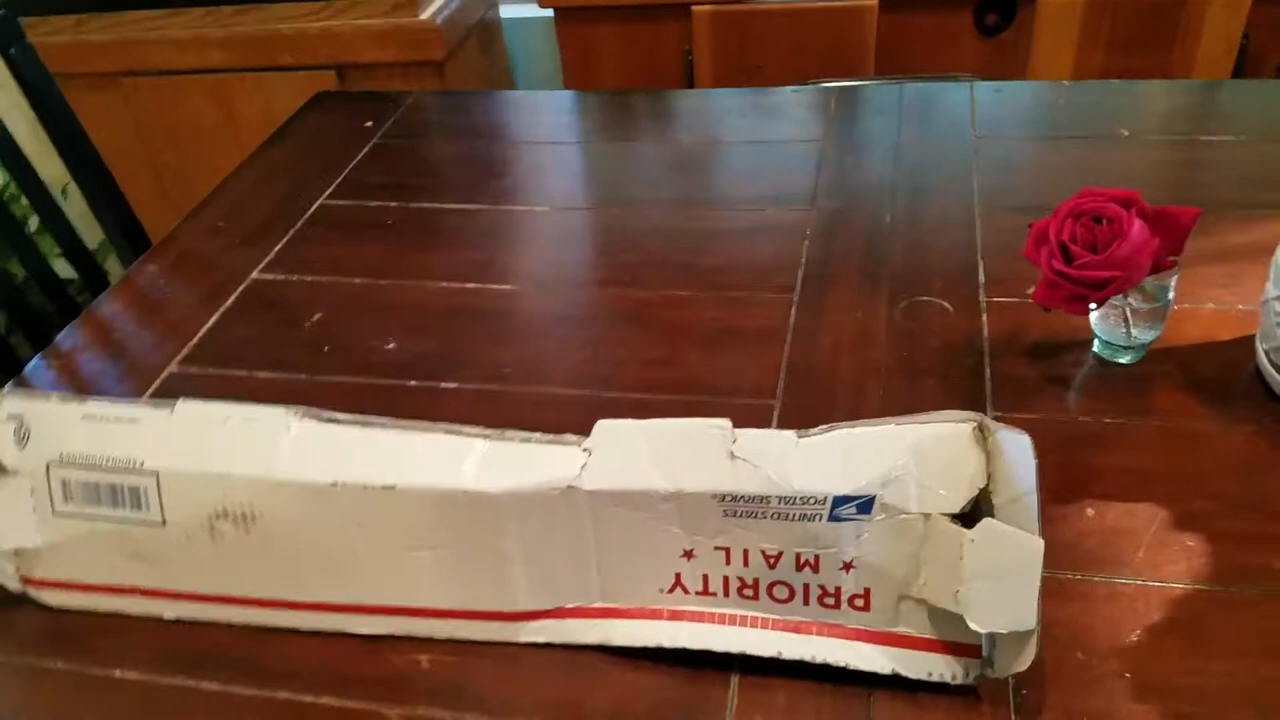 PRIORITY®
★ MAIL ★
UNITED STATES
POSTAL SERVICE®